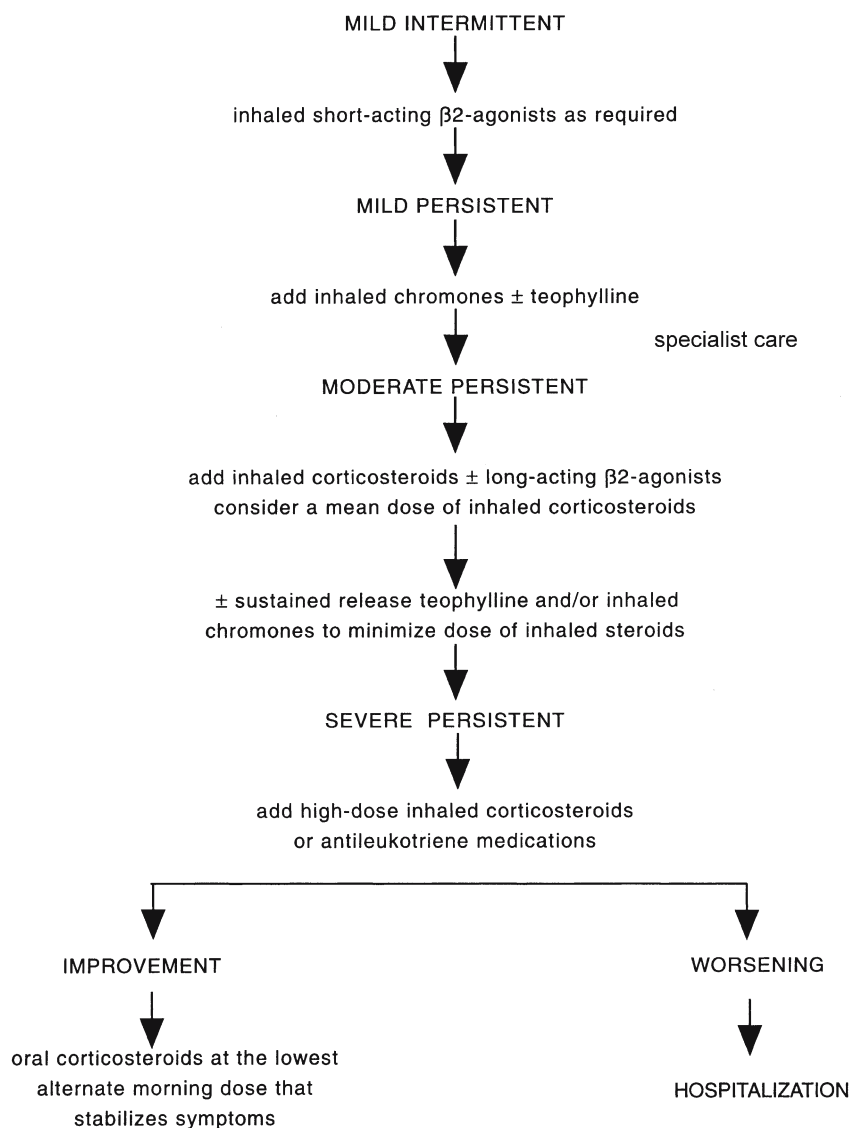 MILD INTERMITTENT
inhaled short-acting β2-agonists as required
MILD PERSISTENT
add inhaled chromones ± teophylline
specialist care
MODERATE PERSISTENT
add inhaled corticosteroids ± long-acting β2-agonists
consider a mean dose of inhaled corticosteroids
± sustained release teophylline and/or inhaled
chromones to minimize dose of inhaled steroids
SEVERE PERSISTENT
add high-dose inhaled corticosteroids
or antileukotriene medications
IMPROVEMENT
WORSENING
oral corticosteroids at the lowest
alternate morning dose that
stabilizes symptoms
HOSPITALIZATION